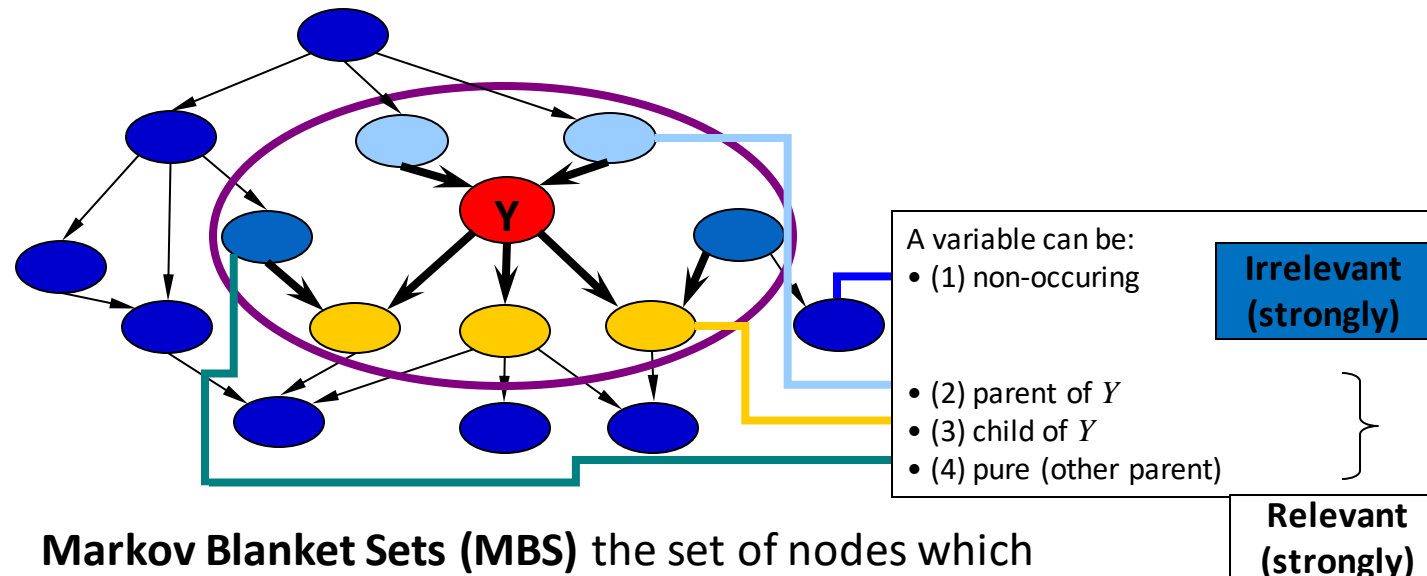 Y
A variable can be:
• (1) non-occuring
Irrelevant
(strongly)
• (2) parent of Y
• (3) child of Y
• (4) pure (other parent)
Relevant
(strongly)
Markov Blanket Sets (MBS) the set of nodes which